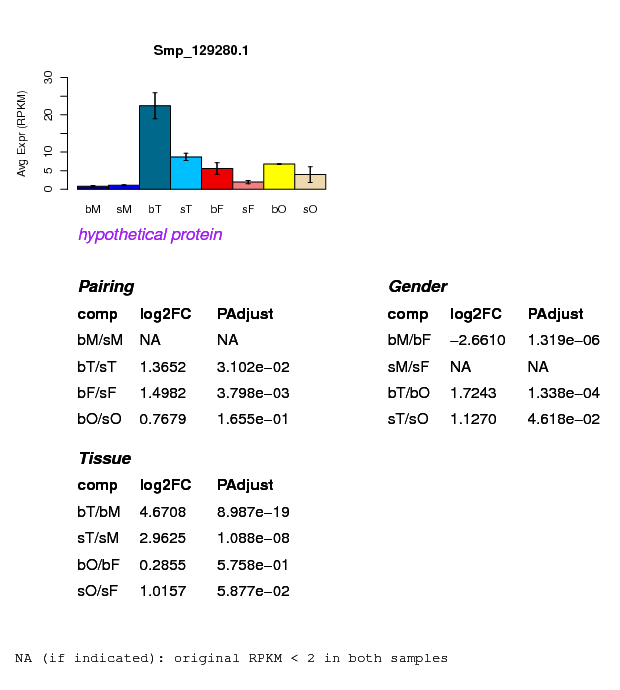 Smp_129280.1
Avg Expr (RPKM)
0 5 10 20 30
bM sM bT sT bF sF bO sO
hypothetical protein
Pairing
comp log2FC PAdjust
bM/sM NA NA
bT/sT 1.3652 3.102e−02
bF/sF 1.4982 3.798e−03
bO/sO 0.7679 1.655e−01
Gender
comp log2FC PAdjust
bM/bF −2.6610 1.319e−06
sM/sF NA NA
bT/bO 1.7243 1.338e−04
sT/sO 1.1270 4.618e−02
Tissue
comp log2FC PAdjust
bT/bM 4.6708 8.987e−19
sT/sM 2.9625 1.088e−08
bO/bF 0.2855 5.758e−01
sO/sF 1.0157 5.877e−02
NA (if indicated): original RPKM < 2 in both samples